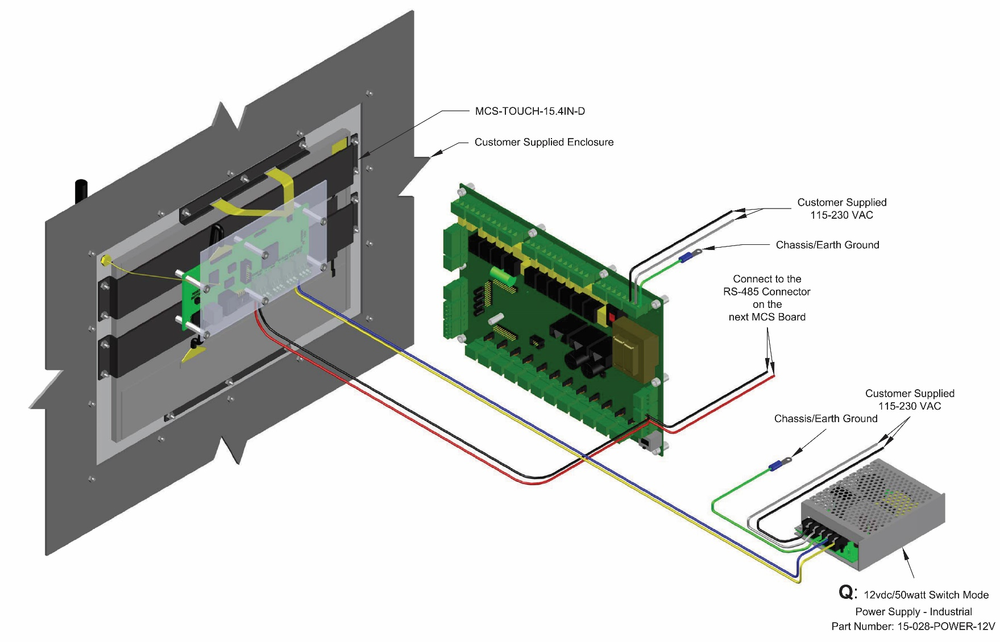 MCS-TOUCH-15.4IN-D
Customer Supplied Enclosure
Customer Supplied
115-230 VAC
Chassis/Earth Ground
Connect to the
RS-485 Connector
on the
next MCS Board
Customer Supplied
115-230 VAC
Chassis/Earth Ground
Q: 12vdc/50watt Switch Mode
Power Supply - Industrial
Part Number: 15-028-POWER-12V